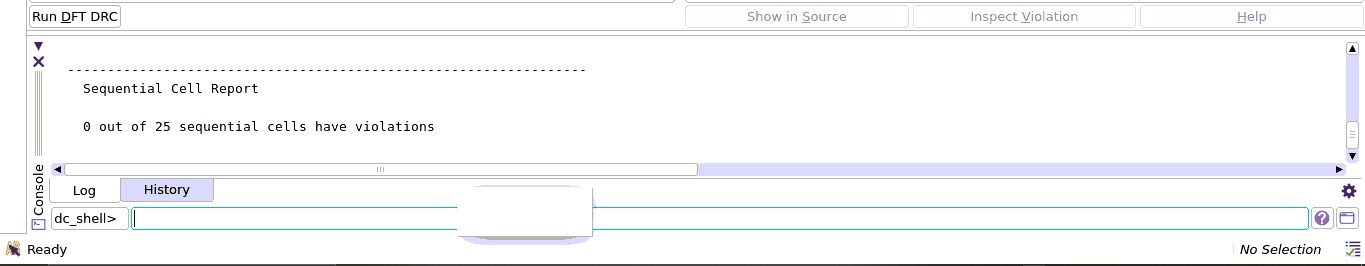 Run DFT DRC
Show in Source
Inspect Violation
Help
----------------------------------------------------------------
Sequential Cell Report
0 out of 25 sequential cells have violations
Console
Log
History
dc_shell>
Ready
No Selection